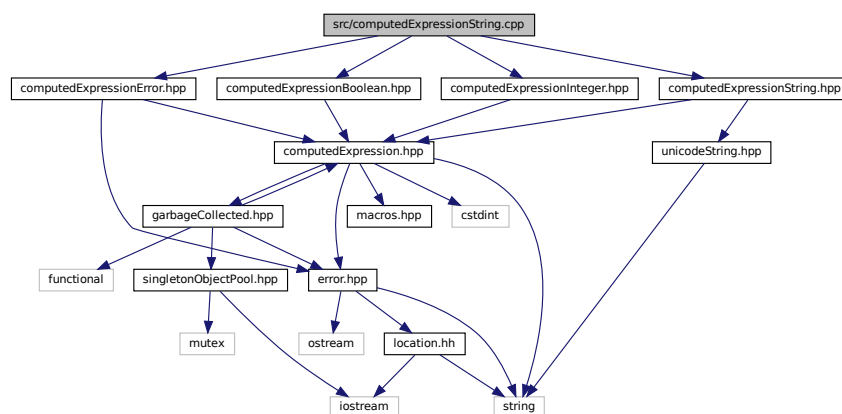 src/computedExpressionString.cpp
computedExpressionError.hpp
computedExpressionBoolean.hpp
computedExpressionInteger.hpp
computedExpressionString.hpp
computedExpression.hpp
unicodeString.hpp
garbageCollected.hpp
macros.hpp
cstdint
functional
singletonObjectPool.hpp
error.hpp
mutex
ostream
location.hh
iostream
string